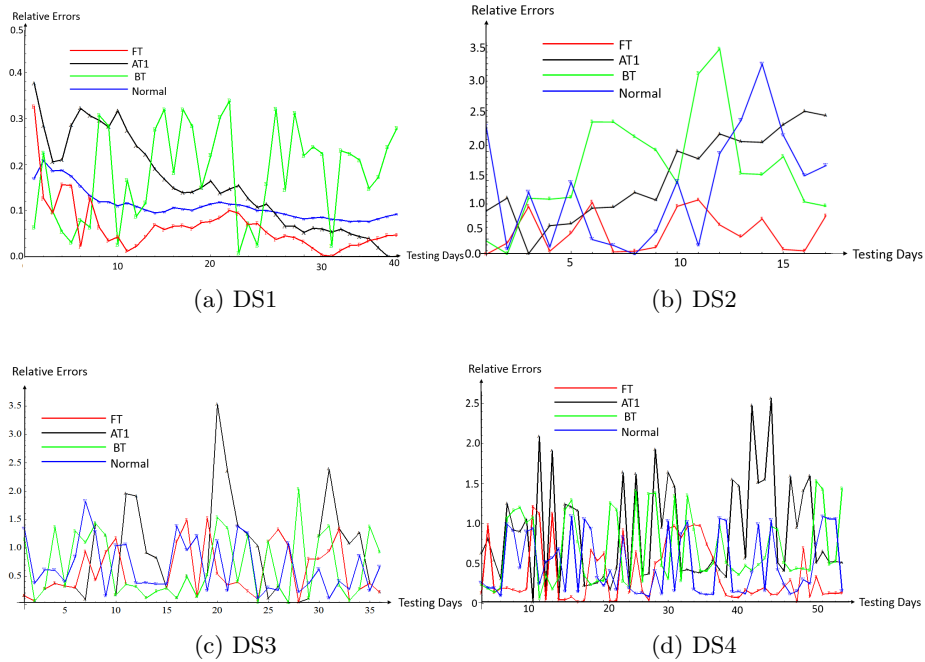 Relative Errors
0.5
0.4
0.3
0.2
0.1
0.0
FT
AT1
BT
Normal
10
20
30
40
Testing Days
(a) DS1
Relative Errors
3.5
3.0
2.5
2.0
1.5
1.0
0.5
0.0
FT
AT1
BT
Normal
5
10
15
Testing Days
(b) DS2
Relative Errors
3.5
3.0
2.5
2.0
1.5
1.0
0.5
FT
AT1
BT
Normal
5
10
15
20
25
30
35
Testing Days
(c) DS3
Relative Errors
2.5
2.0
1.5
1.0
0.5
0
FT
AT1
BT
Normal
10
20
30
40
50
Testing Days
(d) DS4